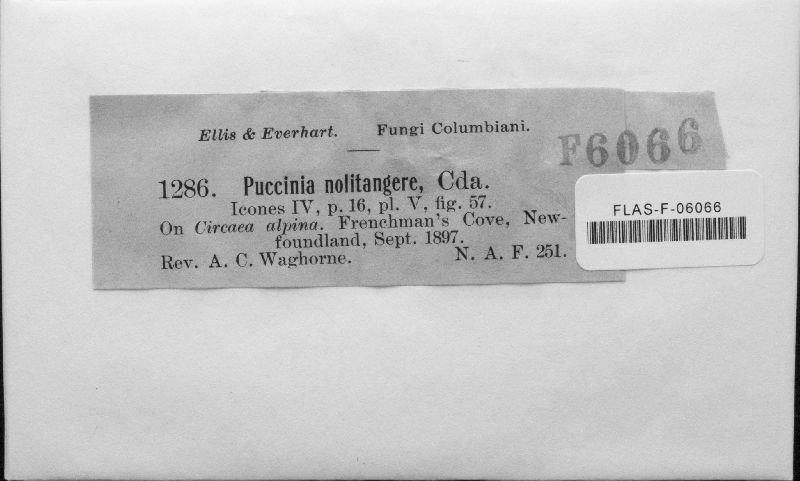 Ellis & Everhart. Fungi Columbiani.
F6066
1286. Puccinia nolitangere, Cda.
Icones IV, p. 16, pl. V, fig. 57.
On Circaea alpina. Frenchman's Cove, New-
foundland, Sept. 1897.
Rev. A. C. Waghorne. N. A. F. 251.
FLAS-F-06066